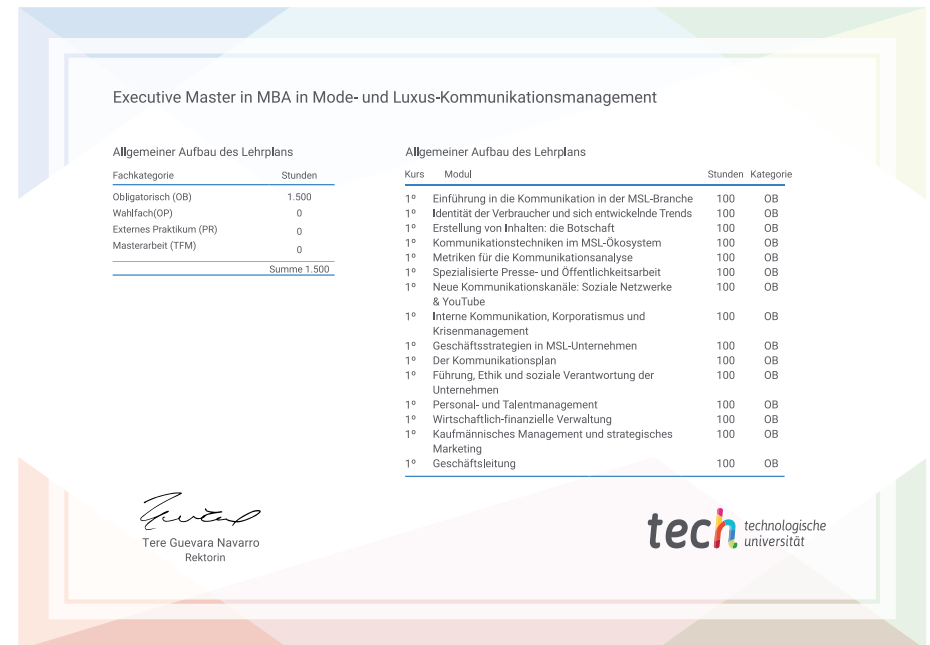 Executive Master in MBA in Mode- und Luxus-Kommunikationsmanagement
Allgemeiner Aufbau des Lehrplans
Fachkategorie Stunden
Obligatorisch (OB) 1.500
Wahlfach(OP) 0
Externes Praktikum (PR) 0
Masterarbeit (TFM) 0
Summe 1.500
Allgemeiner Aufbau des Lehrplans
Kurs Modul Stunden Kategorie
1º Einführung in die Kommunikation in der MSL-Branche 100 OB
1º Identität der Verbraucher und sich entwickelnde Trends 100 OB
1º Erstellung von Inhalten: die Botschaft 100 OB
1º Kommunikationstechniken im MSL-Ökosystem 100 OB
1º Metriken für die Kommunikationsanalyse 100 OB
1º Spezialisierte Presse- und Öffentlichkeitsarbeit 100 OB
1º Neue Kommunikationskanäle: Soziale Netzwerke 100 OB
& YouTube
1º Interne Kommunikation, Korporatismus und 100 OB
Krisenmanagement
1º Geschäftsstrategien in MSL-Unternehmen 100 OB
1º Der Kommunikationsplan 100 OB
1º Führung, Ethik und soziale Verantwortung der 100 OB
Unternehmen
1º Personal- und Talentmanagement 100 OB
1º Wirtschaftlich-finanzielle Verwaltung 100 OB
1º Kaufmännisches Management und strategisches 100 OB
Marketing
1º Geschäftsleitung 100 OB
Tere Guevara Navarro
Rektorin
tech technologische
universität